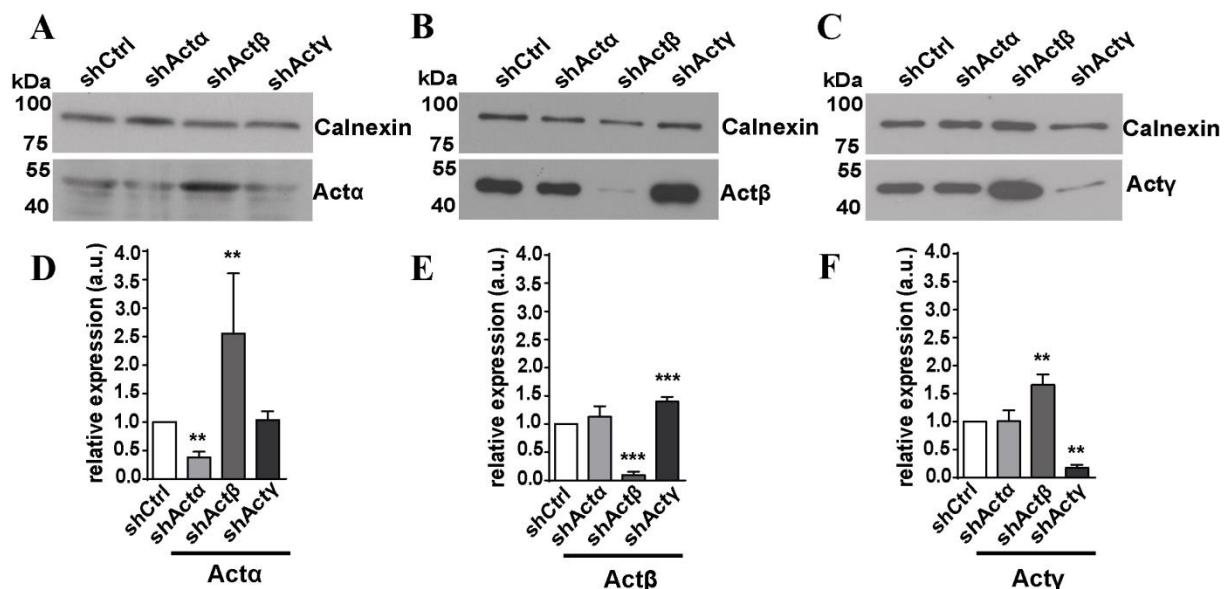 A
shCtrl shActα shActβ shActγ
kDa
100
75
Calnexin
55
40
Actα
B
shCtrl shActα shActβ shActγ
kDa
100
75
Calnexin
55
40
Actβ
C
shCtrl shActα shActβ shActγ
kDa
100
75
Calnexin
55
40
Actγ
D
relative expression (a.u.)
4.0
3.5
3.0
2.5
2.0
1.5
1.0
0.5
0.0
**
**
shCtrl shActα shActβ shActγ
Actα
E
relative expression (a.u.)
4.0
3.5
3.0
2.5
2.0
1.5
1.0
0.5
0.0
***
***
shCtrl shActα shActβ shActγ
Actβ
F
relative expression (a.u.)
4.0
3.5
3.0
2.5
2.0
1.5
1.0
0.5
0.0
**
**
shCtrl shActα shActβ shActγ
Actγ